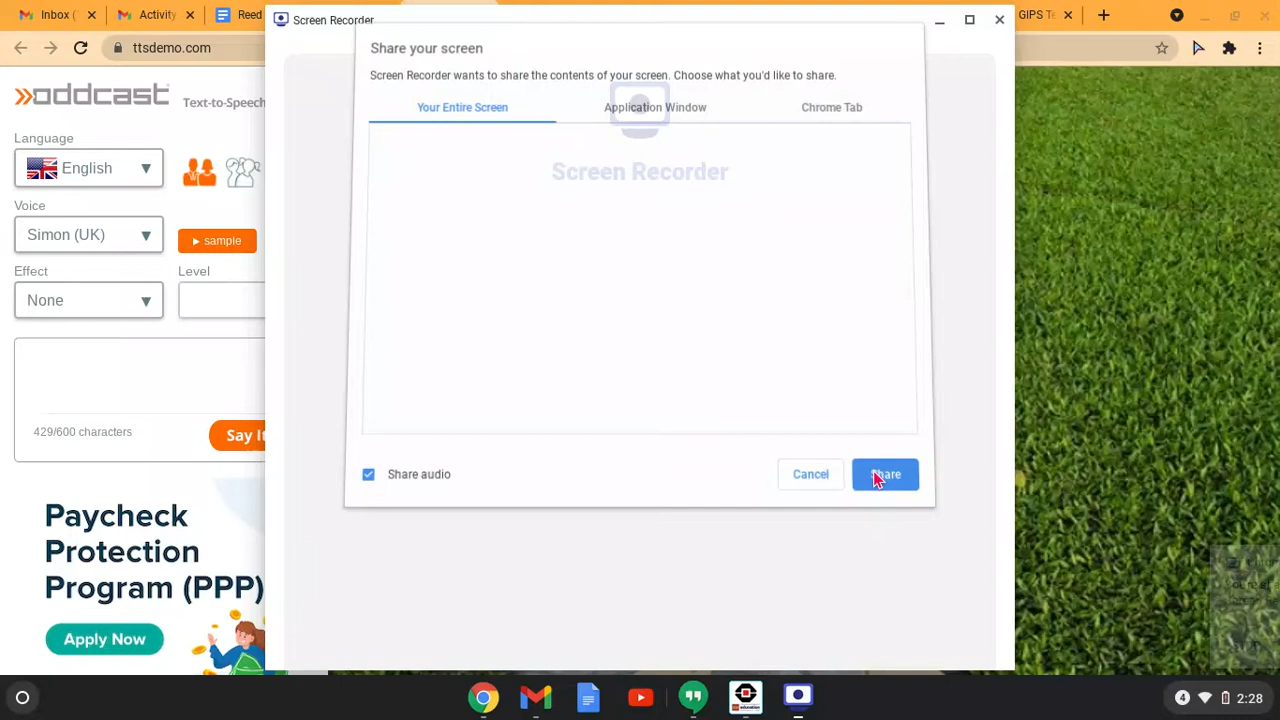 Inbox (
Activity
Reed
Screen Recorder
GIPS Te
ttsdemo.com
Share your screen
Screen Recorder wants to share the contents of your screen. Choose what you'd like to share.
Your Entire Screen
Application Window
Chrome Tab
Screen Recorder
Share audio
Cancel
Share
oddcast
Text-to-Speech
Language
English
Voice
Simon (UK)
sample
Effect
Level
None
429/600 characters
Say It
Paycheck
Protection
Program (PPP)
Apply Now
4
2:28